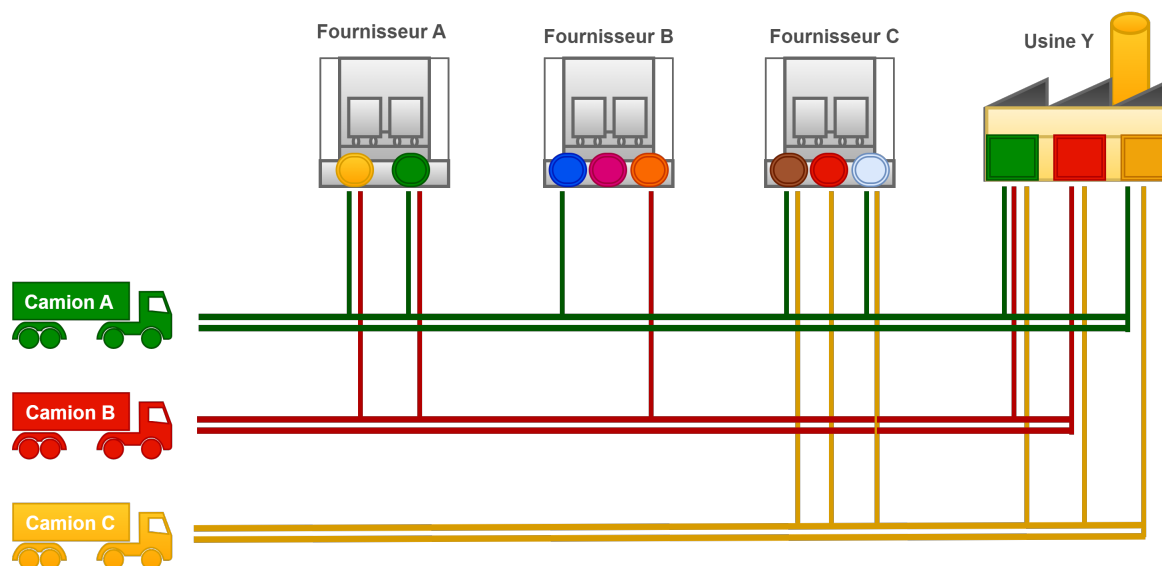 Fournisseur A
Fournisseur B
Fournisseur C
Usine Y
Camion A
Camion B
Camion C